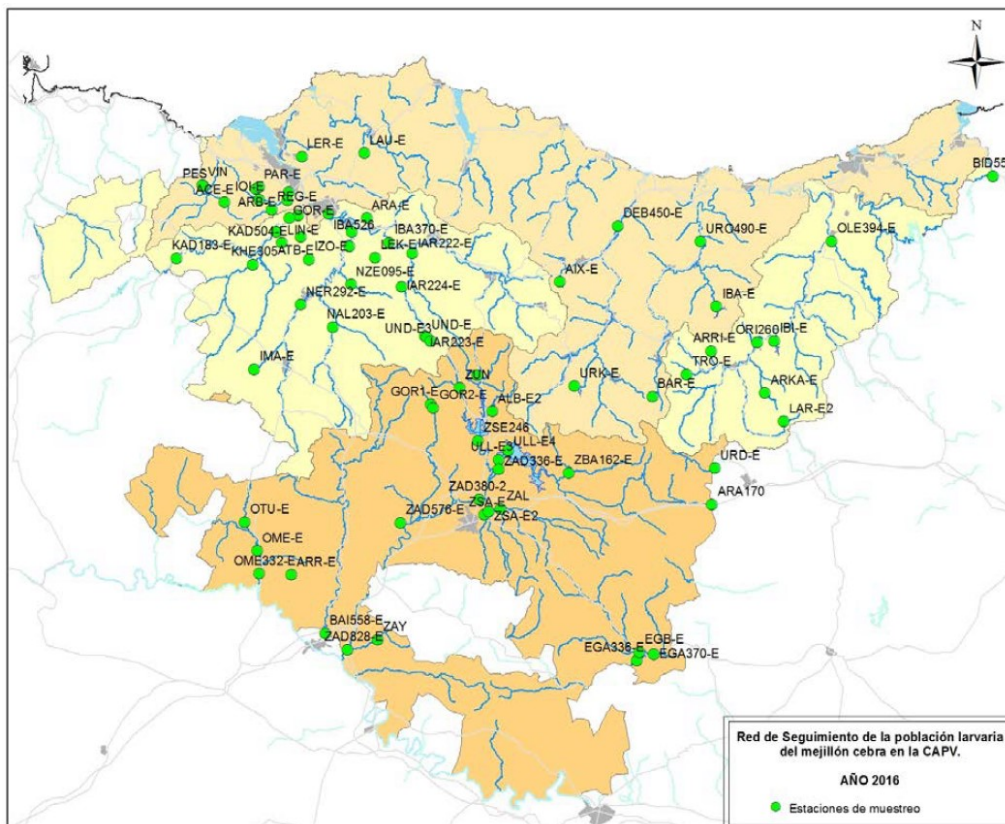 N
LER-E
LAU-E
PES
VIN
PAR-E
ACE-E
IOI-E
ARB-E
REG-E
GOR-E
ARA-E
BID55
KAD504-E
LIN-E
IBA526
IBA370-E
DEB450-E
URO490-E
OLE394-E
KAD183-E
KHE305
ATB-E
IZO-E
LEK-E
IAR222-E
NZE095-E
AIX-E
NER292-E
IAR224-E
IBA-E
NAL203-E
UND-E3
UND-E
IAR223-E
ARRI-E
ORI260
IBI-E
IMA-E
TRO-E
ZUN
URK-E
BAR-E
ARKA-E
GOR1-E
GOR2-E
ALB-E2
LAR-E2
ZSE246
ULL-E4
ULL-E3
ZAD336-E
ZBA162-E
URD-E
ZAD380-2
ZAL
ARA170
OTU-E
ZAD576-E
ZSA-E
ZSA-E2
OME-E
OME332-E
ARR-E
BAI558-E
ZAD828-E
ZAY
EGA338-E
EGB-E
EGA370-E
Red de Seguimiento de la población larvaria
del mejillón cebra en la CAPV.
AÑO 2016
Estaciones de muestreo